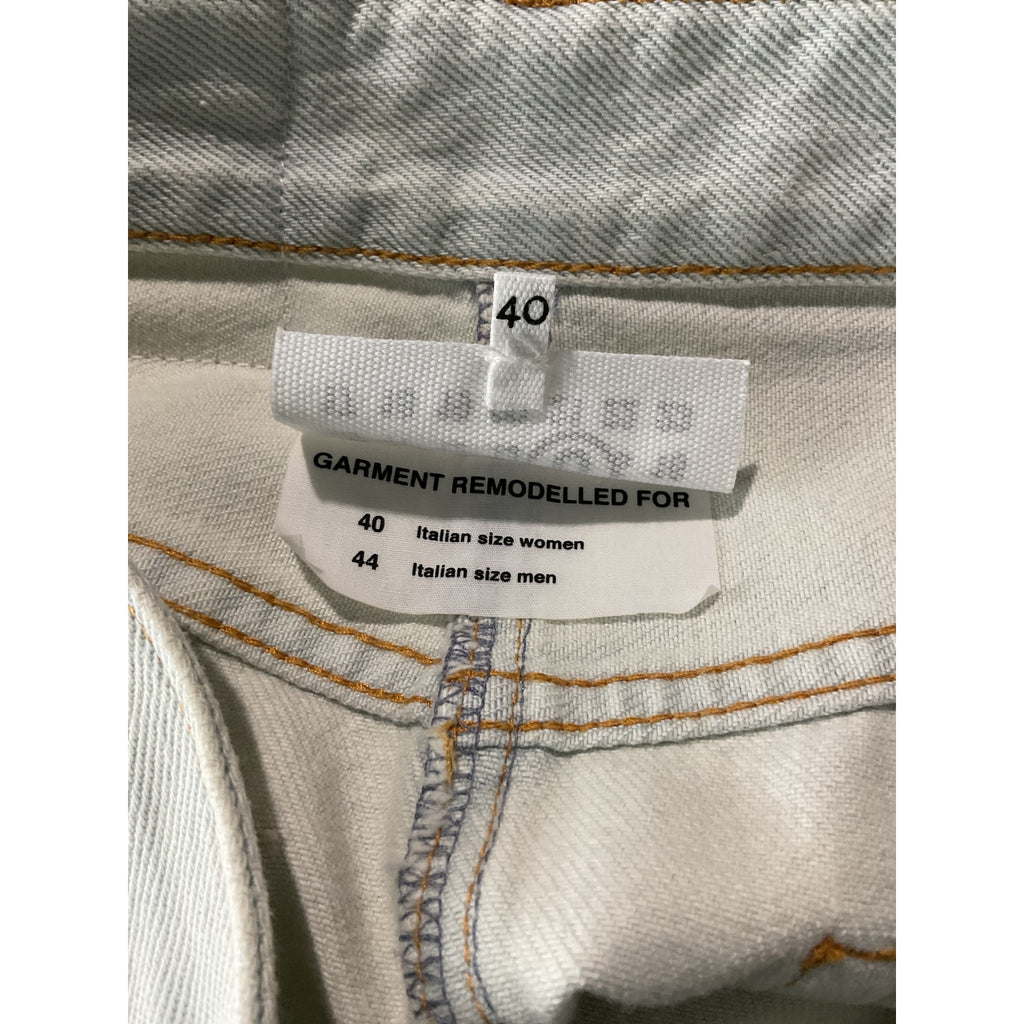 40
GARMENT REMODELLED FOR
40 Italian size women
44 Italian size men